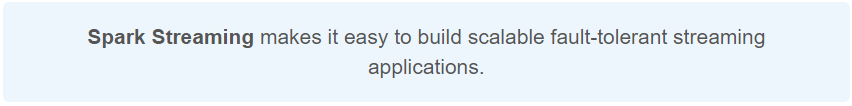 Spark Streaming makes it easy to build scalable fault-tolerant streaming
applications.